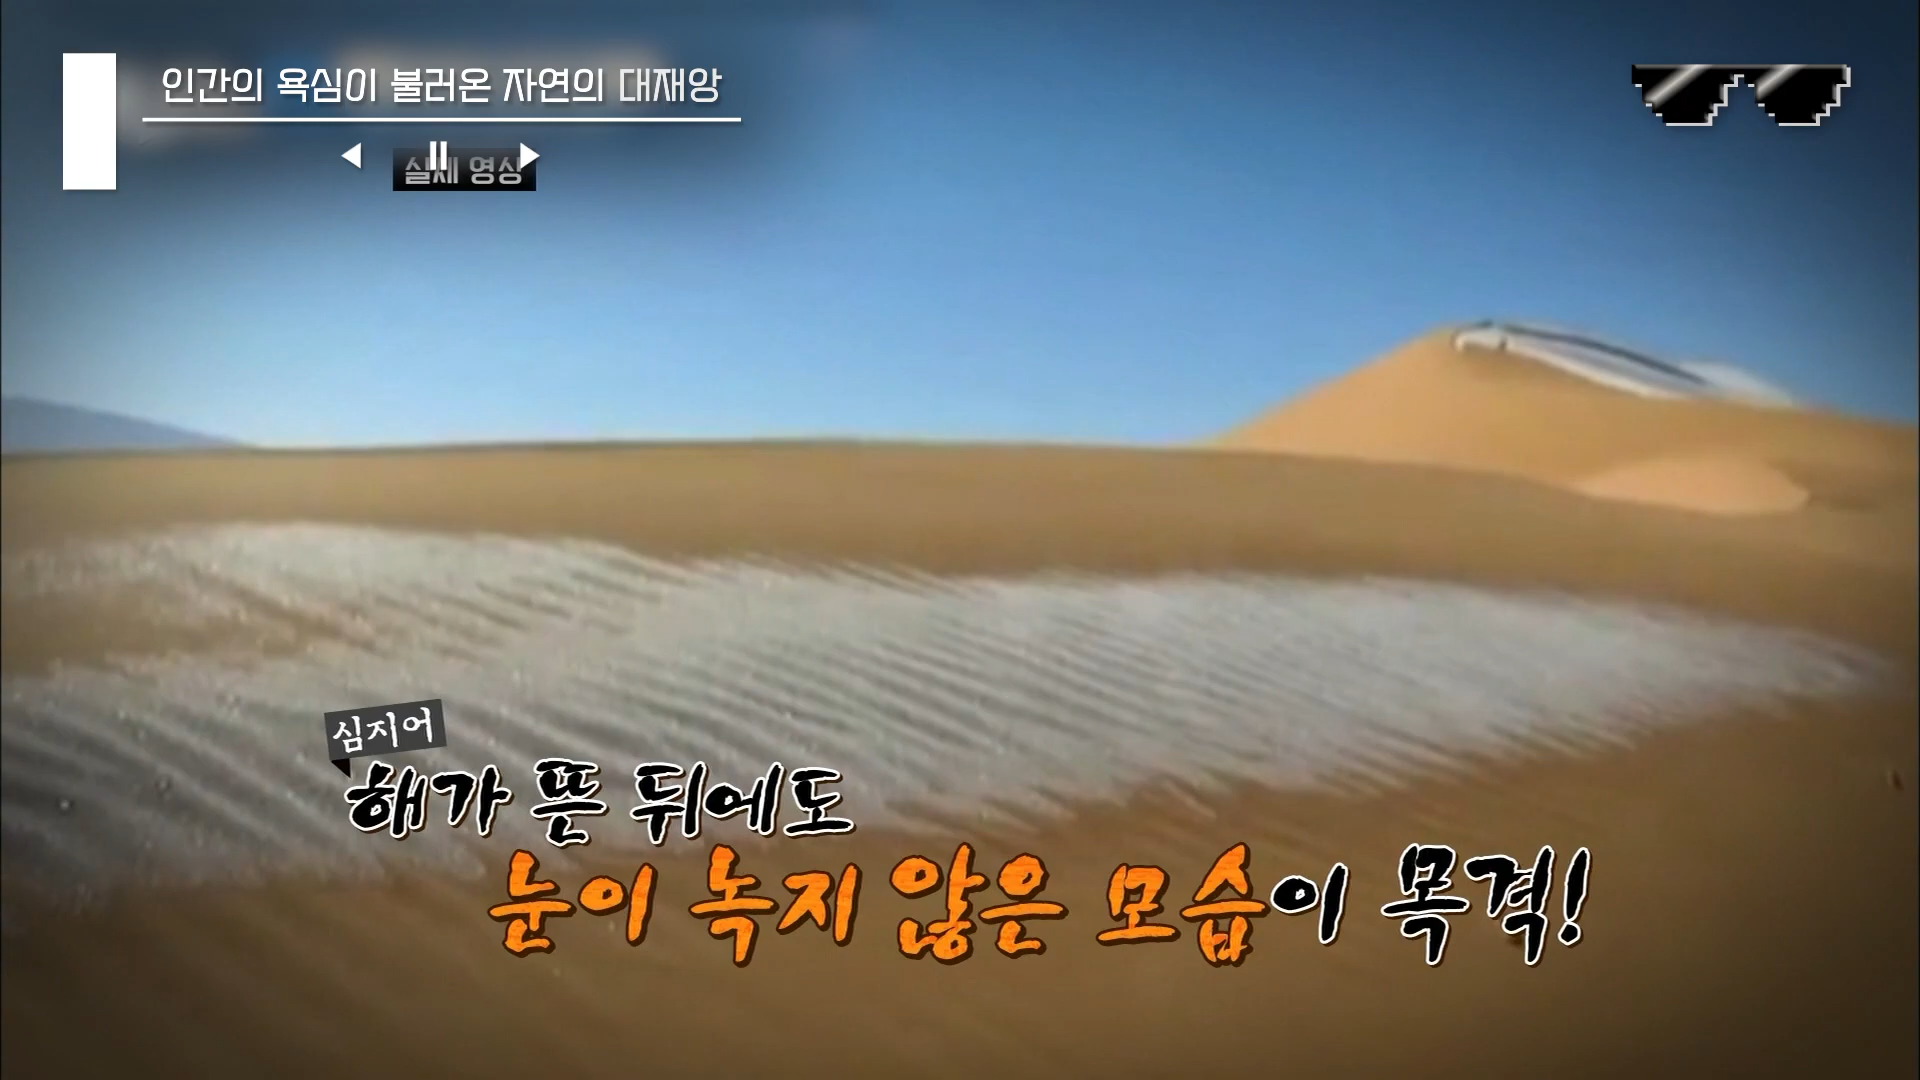 인간의 욕심이 불러온 자연의 대재앙
실제 영상
심지어
해가 뜬 뒤에도
눈이 녹지 않은 모습이 목격!